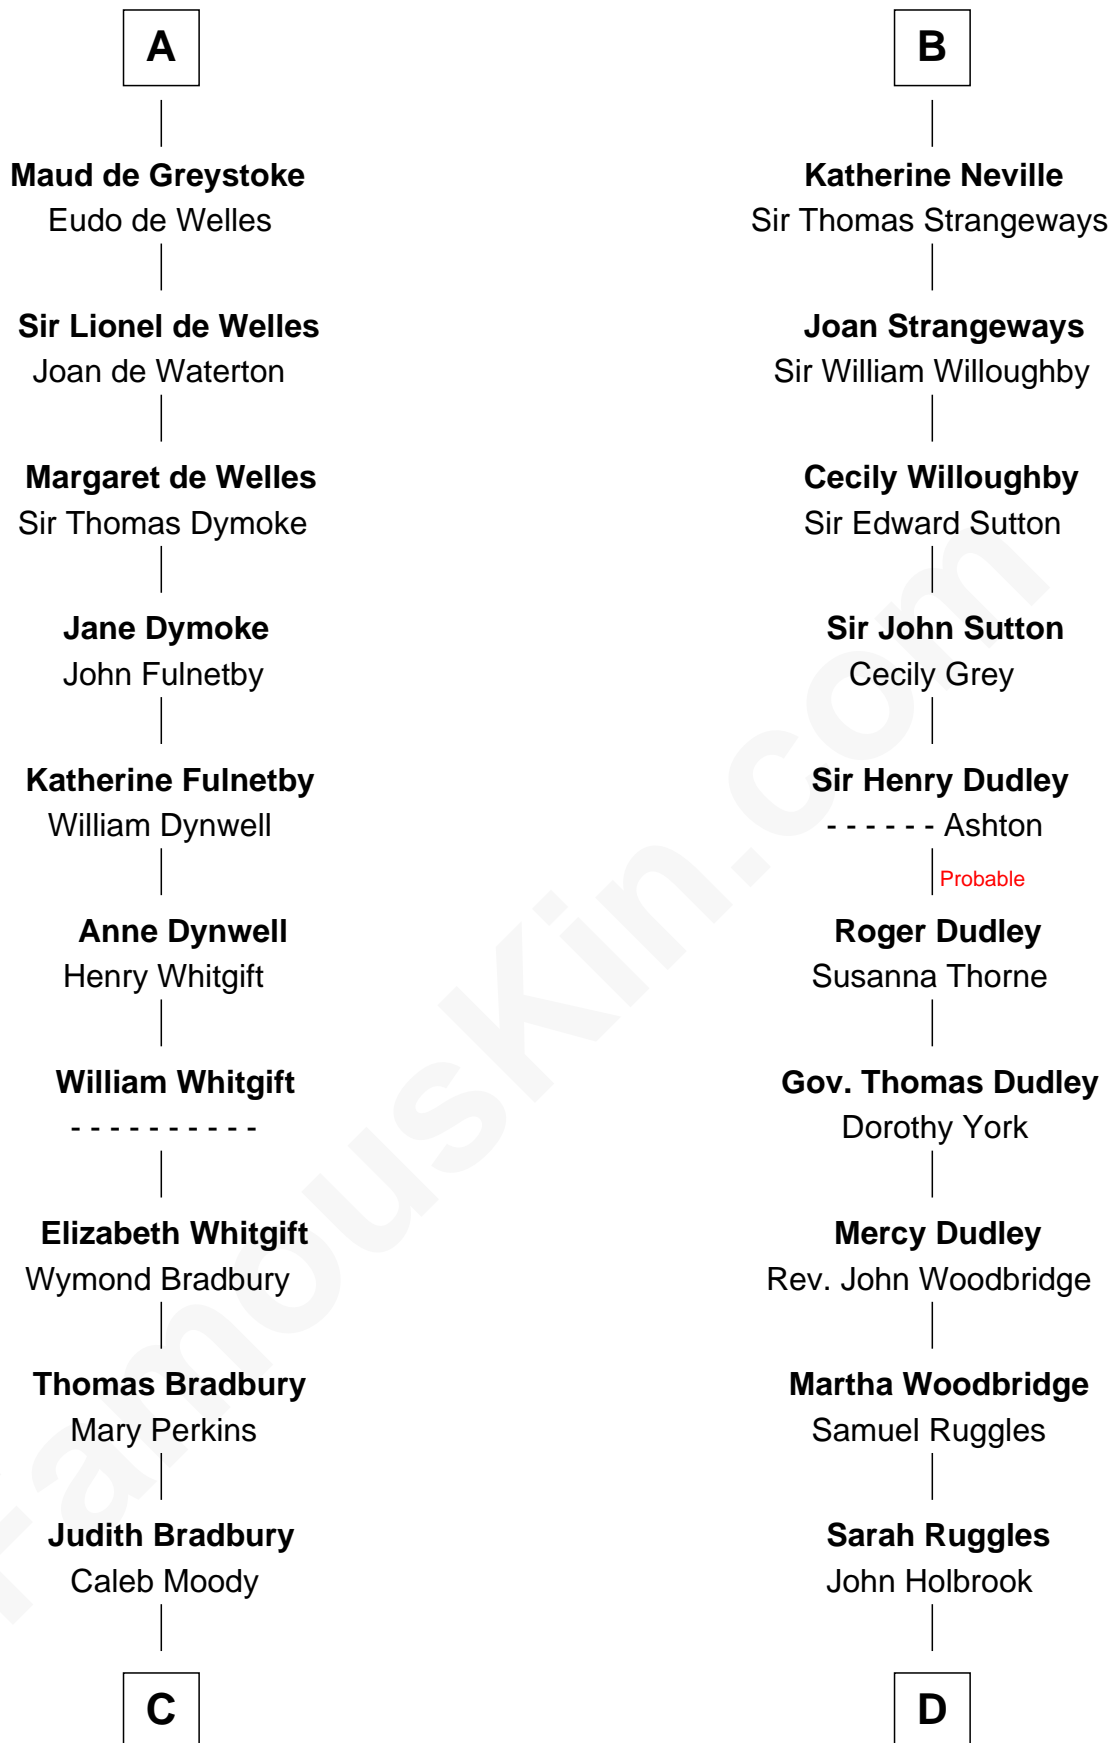 A
Maud de Greystoke
Eudo de Welles
Sir Lionel de Welles
Joan de Waterton
Margaret de Welles
Sir Thomas Dymoke
Jane Dymoke
John Fulnetby
Katherine Fulnetby
William Dynwell
Anne Dynwell
Henry Whitgift
William Whitgift
- - - - - - - - - -
Elizabeth Whitgift
Wymond Bradbury
Thomas Bradbury
Mary Perkins
Judith Bradbury
Caleb Moody
C
B
Katherine Neville
Sir Thomas Strangeways
Joan Strangeways
Sir William Willoughby
Cecily Willoughby
Sir Edward Sutton
Sir John Sutton
Cecily Grey
Sir Henry Dudley
- - - - - - Ashton
Probable
Roger Dudley
Susanna Thorne
Gov. Thomas Dudley
Dorothy York
Mercy Dudley
Rev. John Woodbridge
Martha Woodbridge
Samuel Ruggles
Sarah Ruggles
John Holbrook
D
FamousKin.com